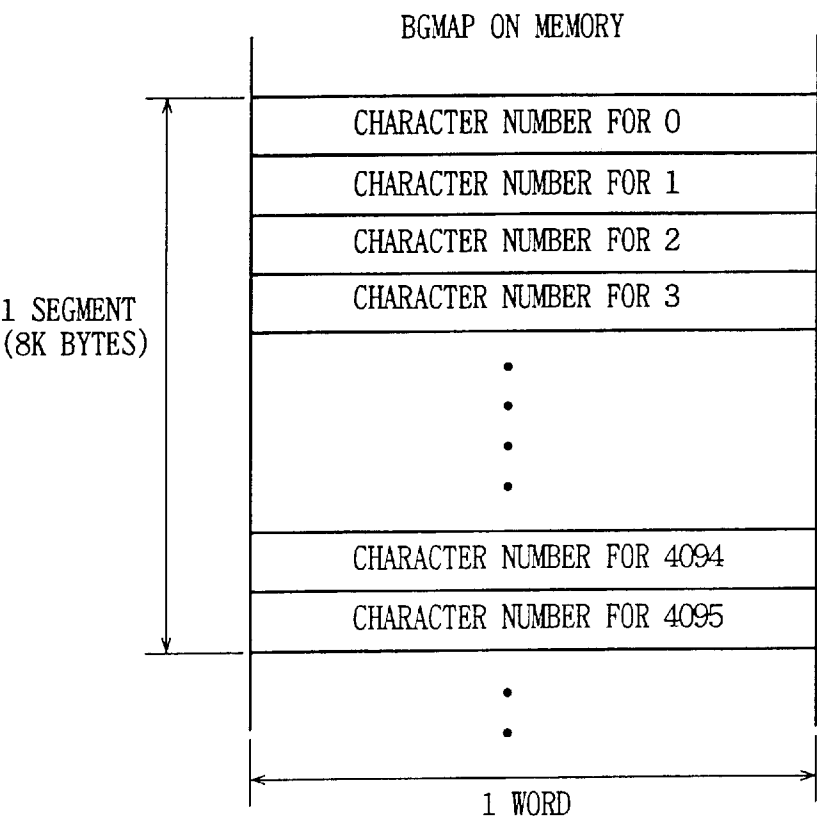 BGMAP ON MEMORY
CHARACTER NUMBER FOR 0
CHARACTER NUMBER FOR 1
CHARACTER NUMBER FOR 2
CHARACTER NUMBER FOR 3
1 SEGMENT
(8K BYTES)
CHARACTER NUMBER FOR 4094
CHARACTER NUMBER FOR 4095
1 WORD